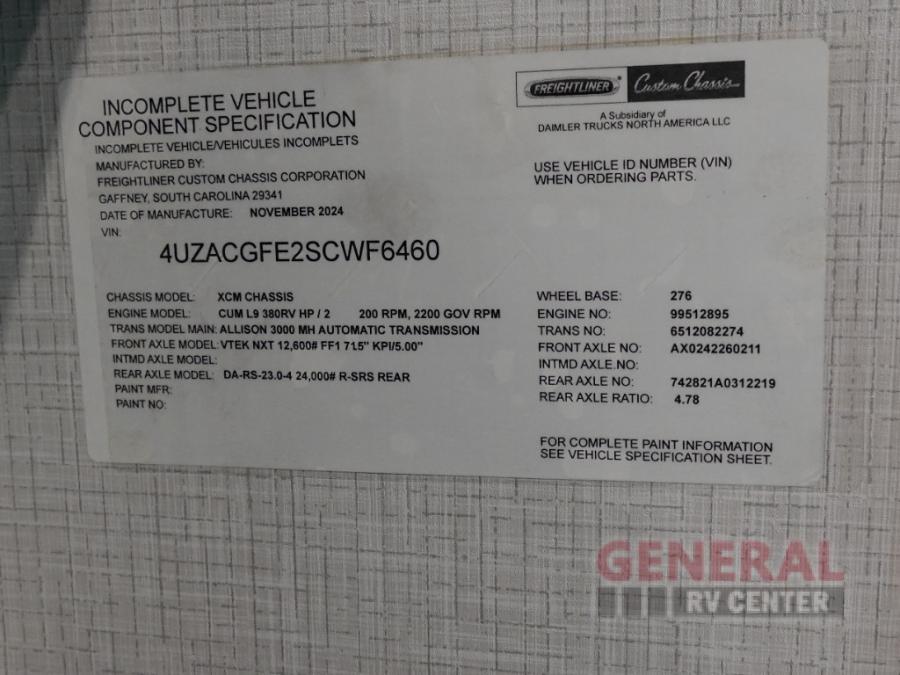 INCOMPLETE VEHICLE
COMPONENT SPECIFICATION
INCOMPLETE VEHICLE/VEHICULES INCOMPLETS
MANUFACTURED BY:
FREIGHTLINER CUSTOM CHASSIS CORPORATION
GAFFNEY, SOUTH CAROLINA 29341
DATE OF MANUFACTURE: NOVEMBER 2024
VIN:
4UZACGFE2SCWF6460
FREIGHTLINER Custom Chassis
A Subsidiary of
DAIMLER TRUCKS NORTH AMERICA LLC
USE VEHICLE ID NUMBER (VIN)
WHEN ORDERING PARTS.
CHASSIS MODEL: XCM CHASSIS
ENGINE MODEL: CUM L9 380RV HP / 2 200 RPM, 2200 GOV RPM
TRANS MODEL MAIN: ALLISON 3000 MH AUTOMATIC TRANSMISSION
FRONT AXLE MODEL: VTEK NXT 12,600# FF1 71.5" KPI/5.00"
INTMD AXLE MODEL:
REAR AXLE MODEL: DA-RS-23.0-4 24,000# R-SRS REAR
PAINT MFR:
PAINT NO:
WHEEL BASE: 276
ENGINE NO: 99512895
TRANS NO: 6512082274
FRONT AXLE NO: AX0242260211
INTMD AXLE.NO:
REAR AXLE NO: 742821A0312219
REAR AXLE RATIO: 4.78
FOR COMPLETE PAINT INFORMATION
SEE VEHICLE SPECIFICATION SHEET.
GENERAL
RV CENTER